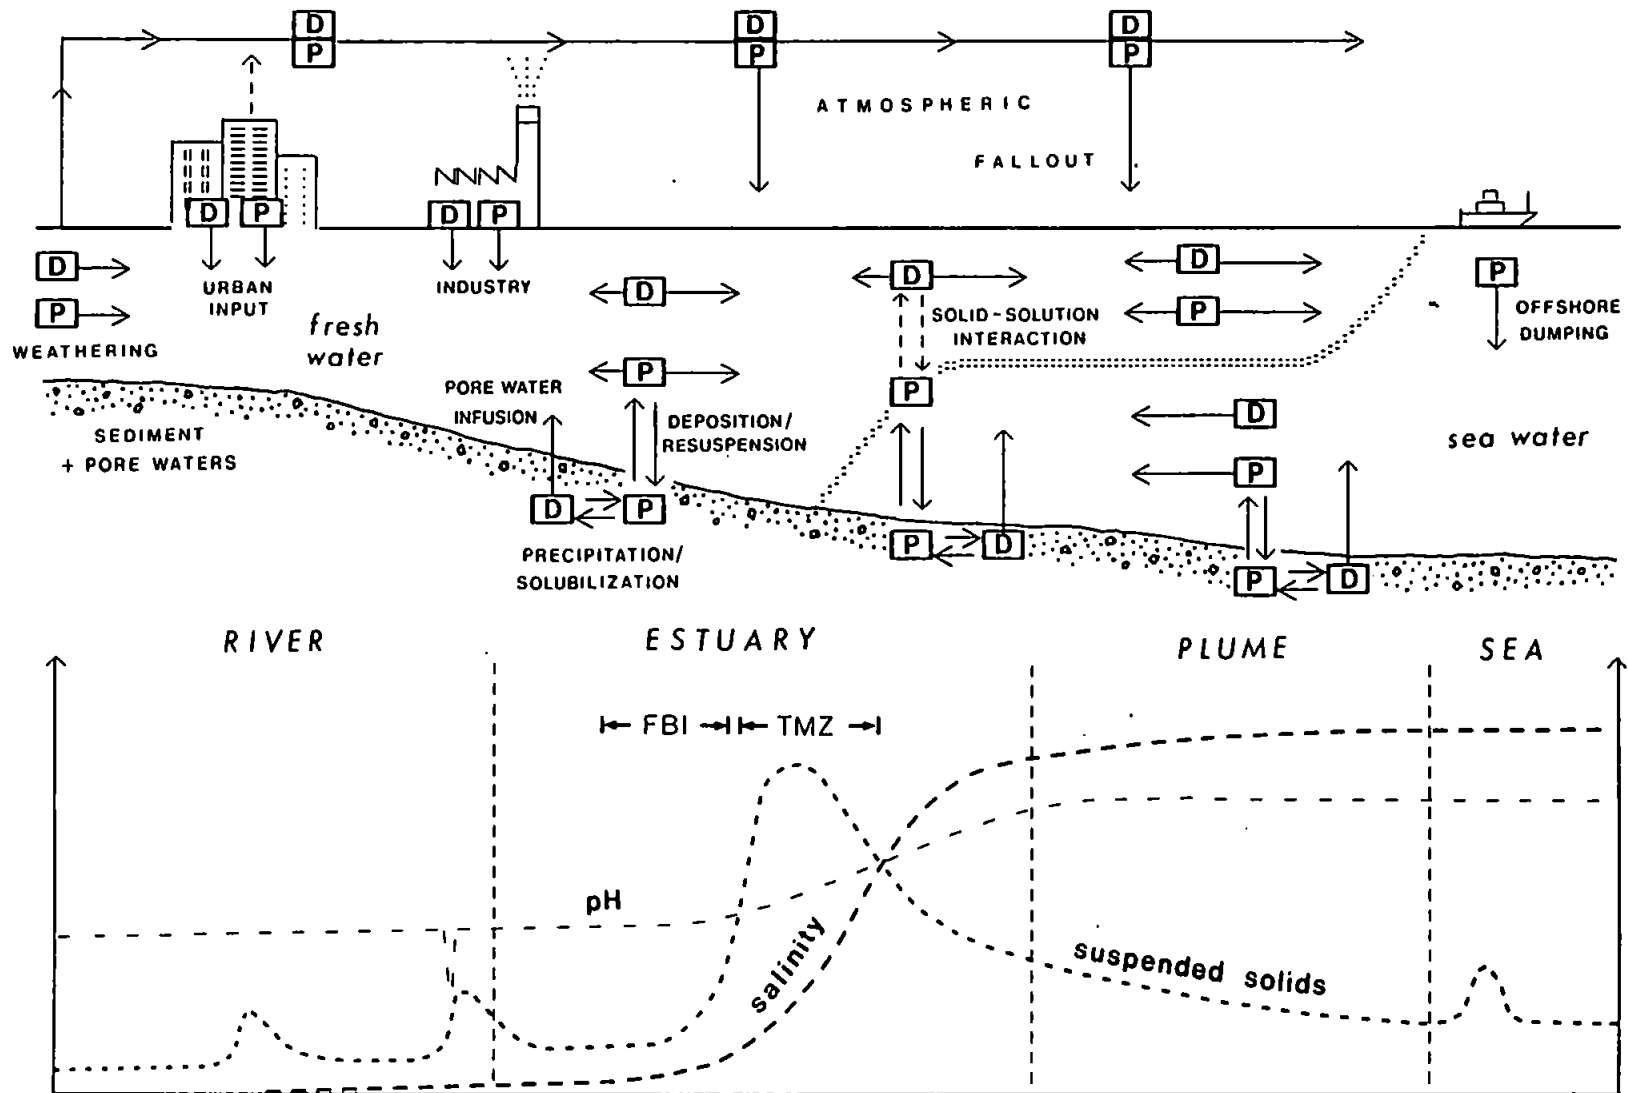 D D D
P P P
ATMOSPHERIC
FALLOUT
D P D P
D
P
WEATHERING
URBAN
INPUT
INDUSTRY
fresh
water
D
P
D
SOLID-SOLUTION
INTERACTION
P
D
P
P
OFFSHORE
DUMPING
SEDIMENT
+ PORE WATERS
PORE WATER
INFUSION
DEPOSITION/
RESUSPENSION
D P
PRECIPITATION/
SOLUBILIZATION
P D
D
P
P D
sea water
RIVER ESTUARY PLUME SEA
FBI TMZ
pH
salinity
suspended solids